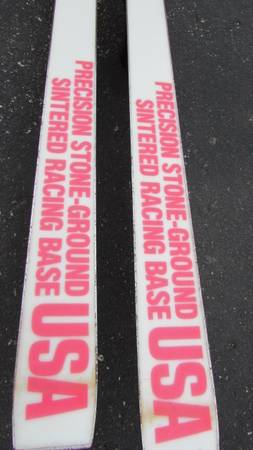 PRECISION STONE-GROUND
SINTERED RACING BASE
USA
PRECISION STONE-GROUND
SINTERED RACING BASE
USA